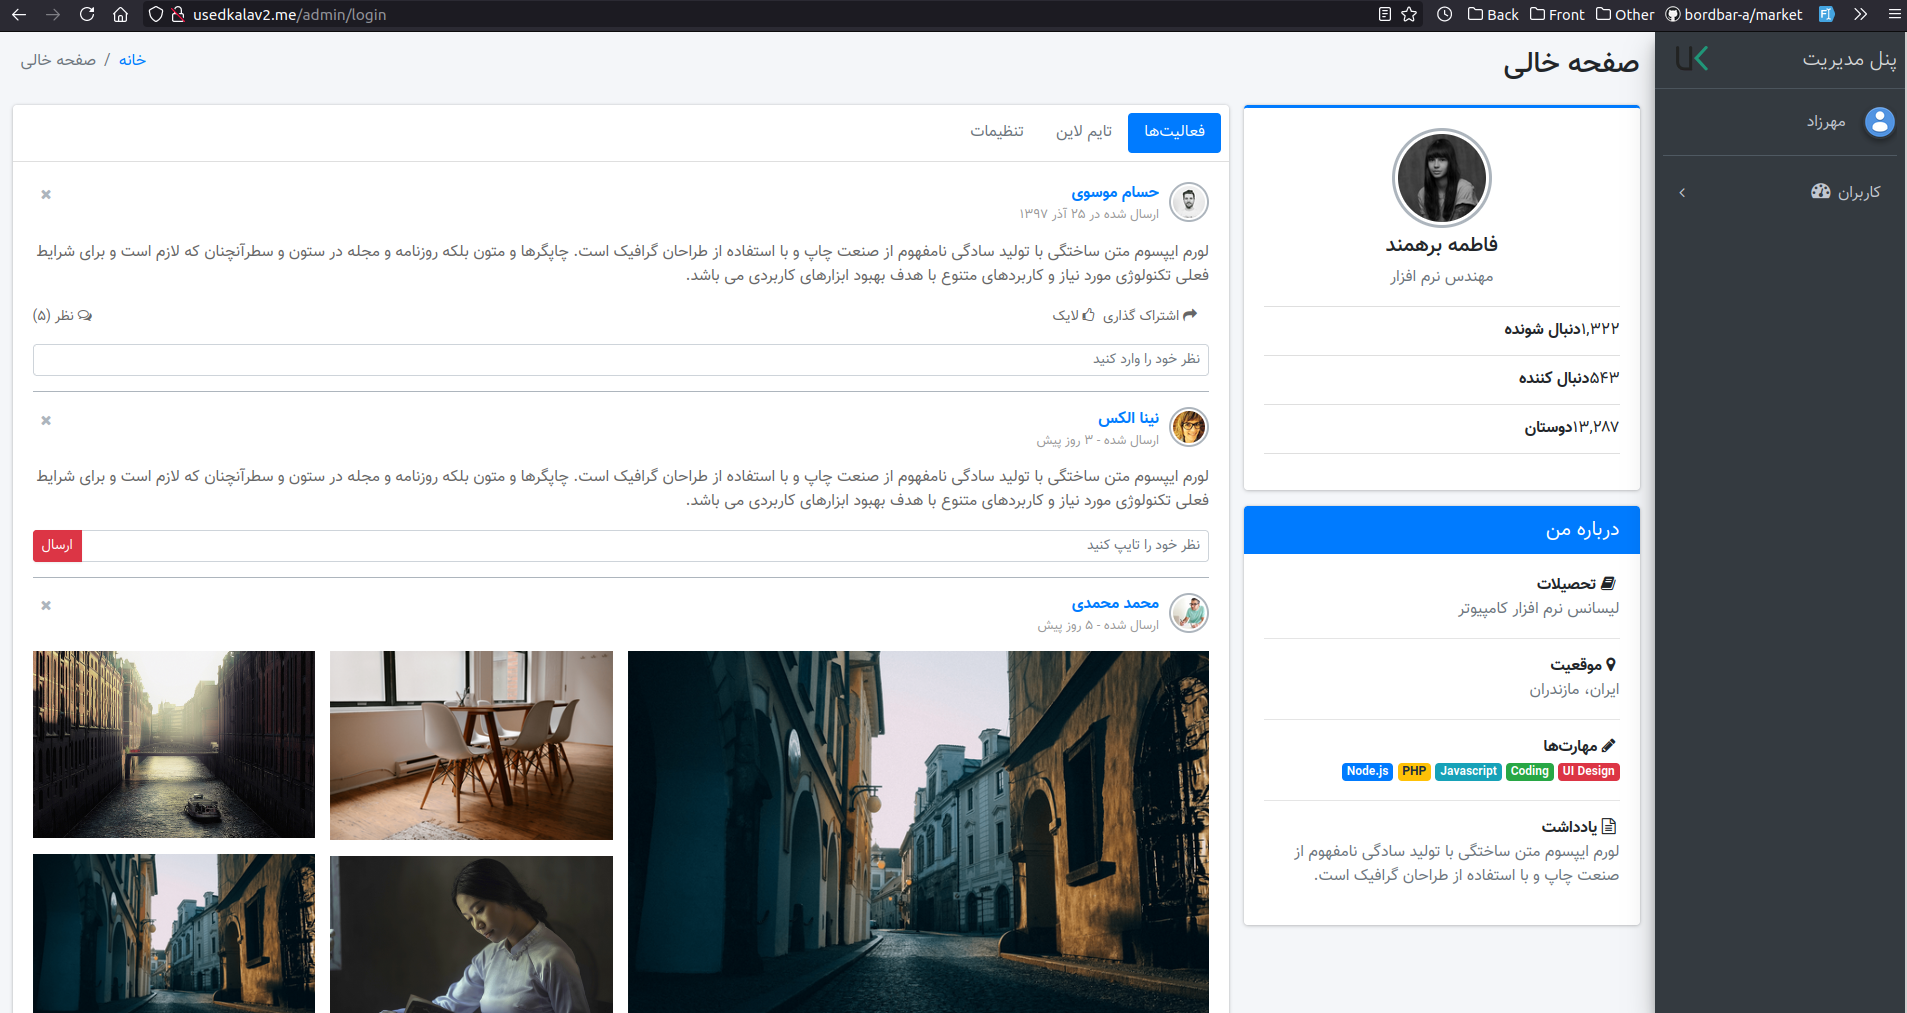 usedkalav2.me/admin/login
Back
Front
Other
bordbar-a/market
پنل مدیریت
UK
مهرزاد
کاربران
صفحه خالی
خانه / صفحه خالی
فاطمه برهمند
مهندس نرم افزار
۱,۳۲۲دنبال شونده
۵۴۳دنبال کننده
۱۳,۲۸۷دوستان
درباره من
تحصیلات
لیسانس نرم افزار کامپیوتر
موقعیت
ایران، مازندران
مهارت‌ها
UI Design Coding Javascript PHP Node.js
یادداشت
لورم ایپسوم متن ساختگی با تولید سادگی نامفهوم از
صنعت چاپ و با استفاده از طراحان گرافیک است.
فعالیت‌ها تایم لاین تنظیمات
حسام موسوی
ارسال شده در ۲۵ آذر ۱۳۹۷
لورم ایپسوم متن ساختگی با تولید سادگی نامفهوم از صنعت چاپ و با استفاده از طراحان گرافیک است. چاپگرها و متون بلکه روزنامه و مجله در ستون و سطرآنچنان که لازم است و برای شرایط
فعلی تکنولوژی مورد نیاز و کاربردهای متنوع با هدف بهبود ابزارهای کاربردی می باشد.
اشتراک گذاری لایک نظر (۵)
نظر خود را وارد کنید
نینا الکس
ارسال شده - ۳ روز پیش
لورم ایپسوم متن ساختگی با تولید سادگی نامفهوم از صنعت چاپ و با استفاده از طراحان گرافیک است. چاپگرها و متون بلکه روزنامه و مجله در ستون و سطرآنچنان که لازم است و برای شرایط
فعلی تکنولوژی مورد نیاز و کاربردهای متنوع با هدف بهبود ابزارهای کاربردی می باشد.
نظر خود را تایپ کنید ارسال
محمد محمدی
ارسال شده - ۵ روز پیش